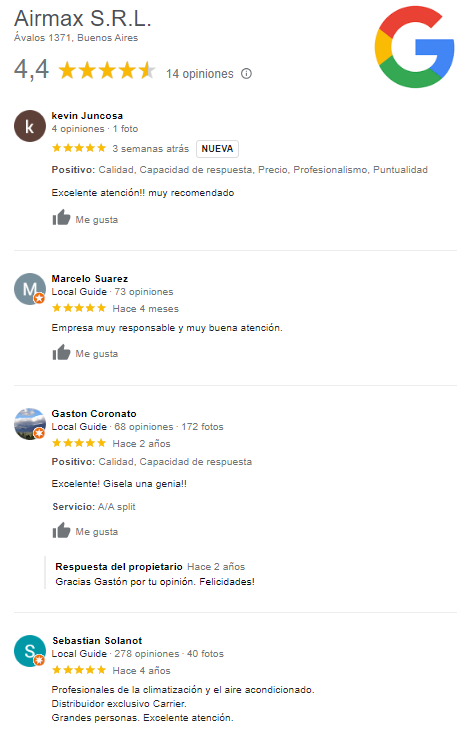 Airmax S.R.L.
Ávalos 1371, Buenos Aires
4,4 14 opiniones
k
kevin Juncosa
4 opiniones · 1 foto
3 semanas atrás NUEVA
Positivo: Calidad, Capacidad de respuesta, Precio, Profesionalismo, Puntualidad
Excelente atención!! muy recomendado
Me gusta
M
Marcelo Suarez
Local Guide · 73 opiniones
Hace 4 meses
Empresa muy responsable y muy buena atención.
Me gusta
Gaston Coronato
Local Guide · 68 opiniones · 172 fotos
Hace 2 años
Positivo: Calidad, Capacidad de respuesta
Excelente! Gisela una genia!!
Servicio: A/A split
Me gusta
Respuesta del propietario Hace 2 años
Gracias Gastón por tu opinión. Felicidades!
S
Sebastian Solanot
Local Guide · 278 opiniones · 40 fotos
Hace 4 años
Profesionales de la climatización y el aire acondicionado.
Distribuidor exclusivo Carrier.
Grandes personas. Excelente atención.